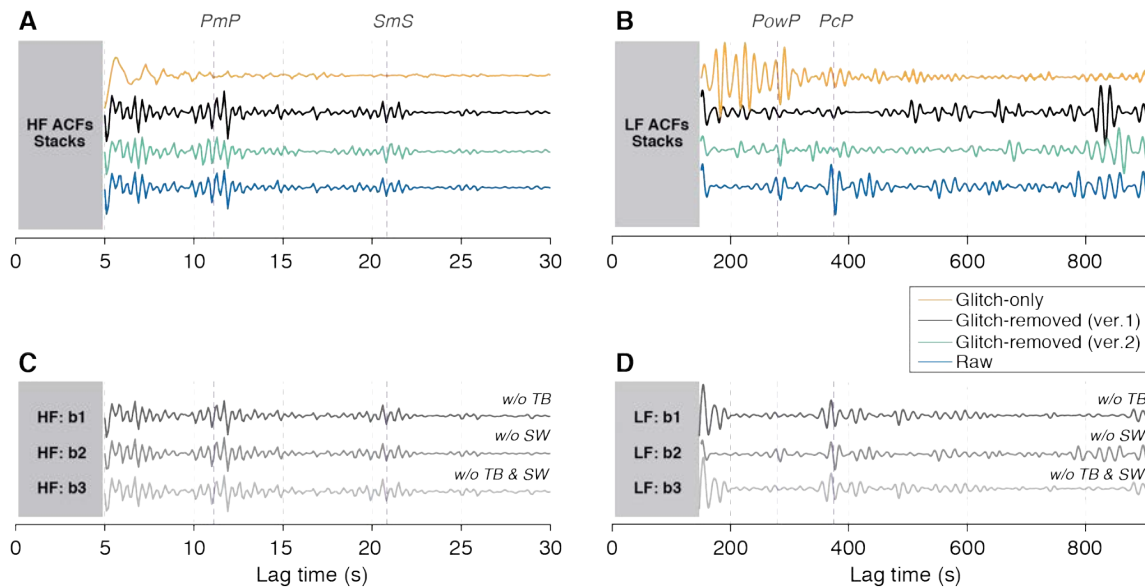 A
PmP
SmS
HF ACFs
Stacks
0 5 10 15 20 25 30
B
PowP
PcP
LF ACFs
Stacks
0 200 400 600 800
Glitch-only
Glitch-removed (ver.1)
Glitch-removed (ver.2)
Raw
C
HF: b1
w/o TB
HF: b2
w/o SW
HF: b3
w/o TB & SW
0 5 10 15 20 25 30
Lag time (s)
D
LF: b1
w/o TB
LF: b2
w/o SW
LF: b3
w/o TB & SW
0 200 400 600 800
Lag time (s)